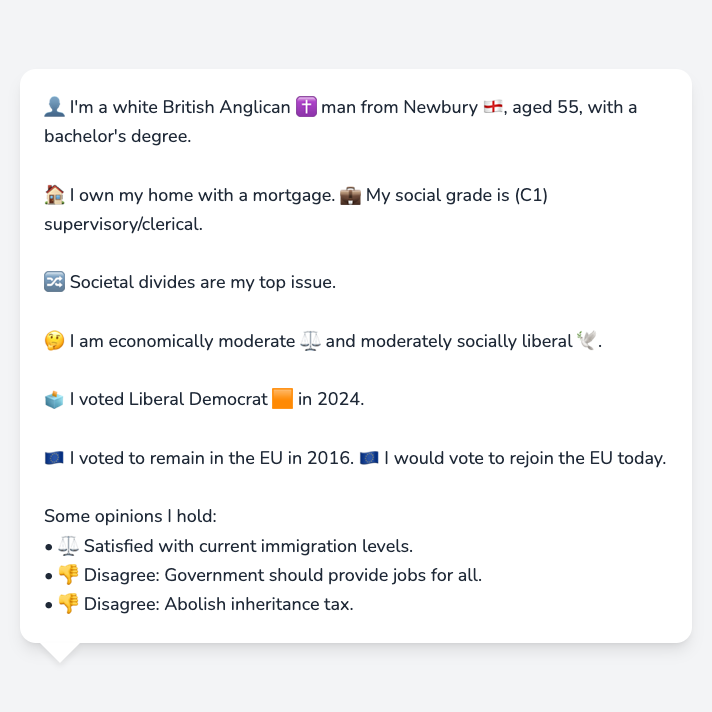 👤 I'm a white British Anglican ✝️ man from Newbury 🏴󠁧󠁢󠁥󠁮󠁧󠁿, aged 55, with a
bachelor's degree.
🏠 I own my home with a mortgage. 💼 My social grade is (C1)
supervisory/clerical.
🔀 Societal divides are my top issue.
🤔 I am economically moderate ⚖️ and moderately socially liberal 🕊️.
🗳️ I voted Liberal Democrat 🟧 in 2024.
🇪🇺 I voted to remain in the EU in 2016. 🇪🇺 I would vote to rejoin the EU today.
Some opinions I hold:
• ⚖️ Satisfied with current immigration levels.
• 👎 Disagree: Government should provide jobs for all.
• 👎 Disagree: Abolish inheritance tax.